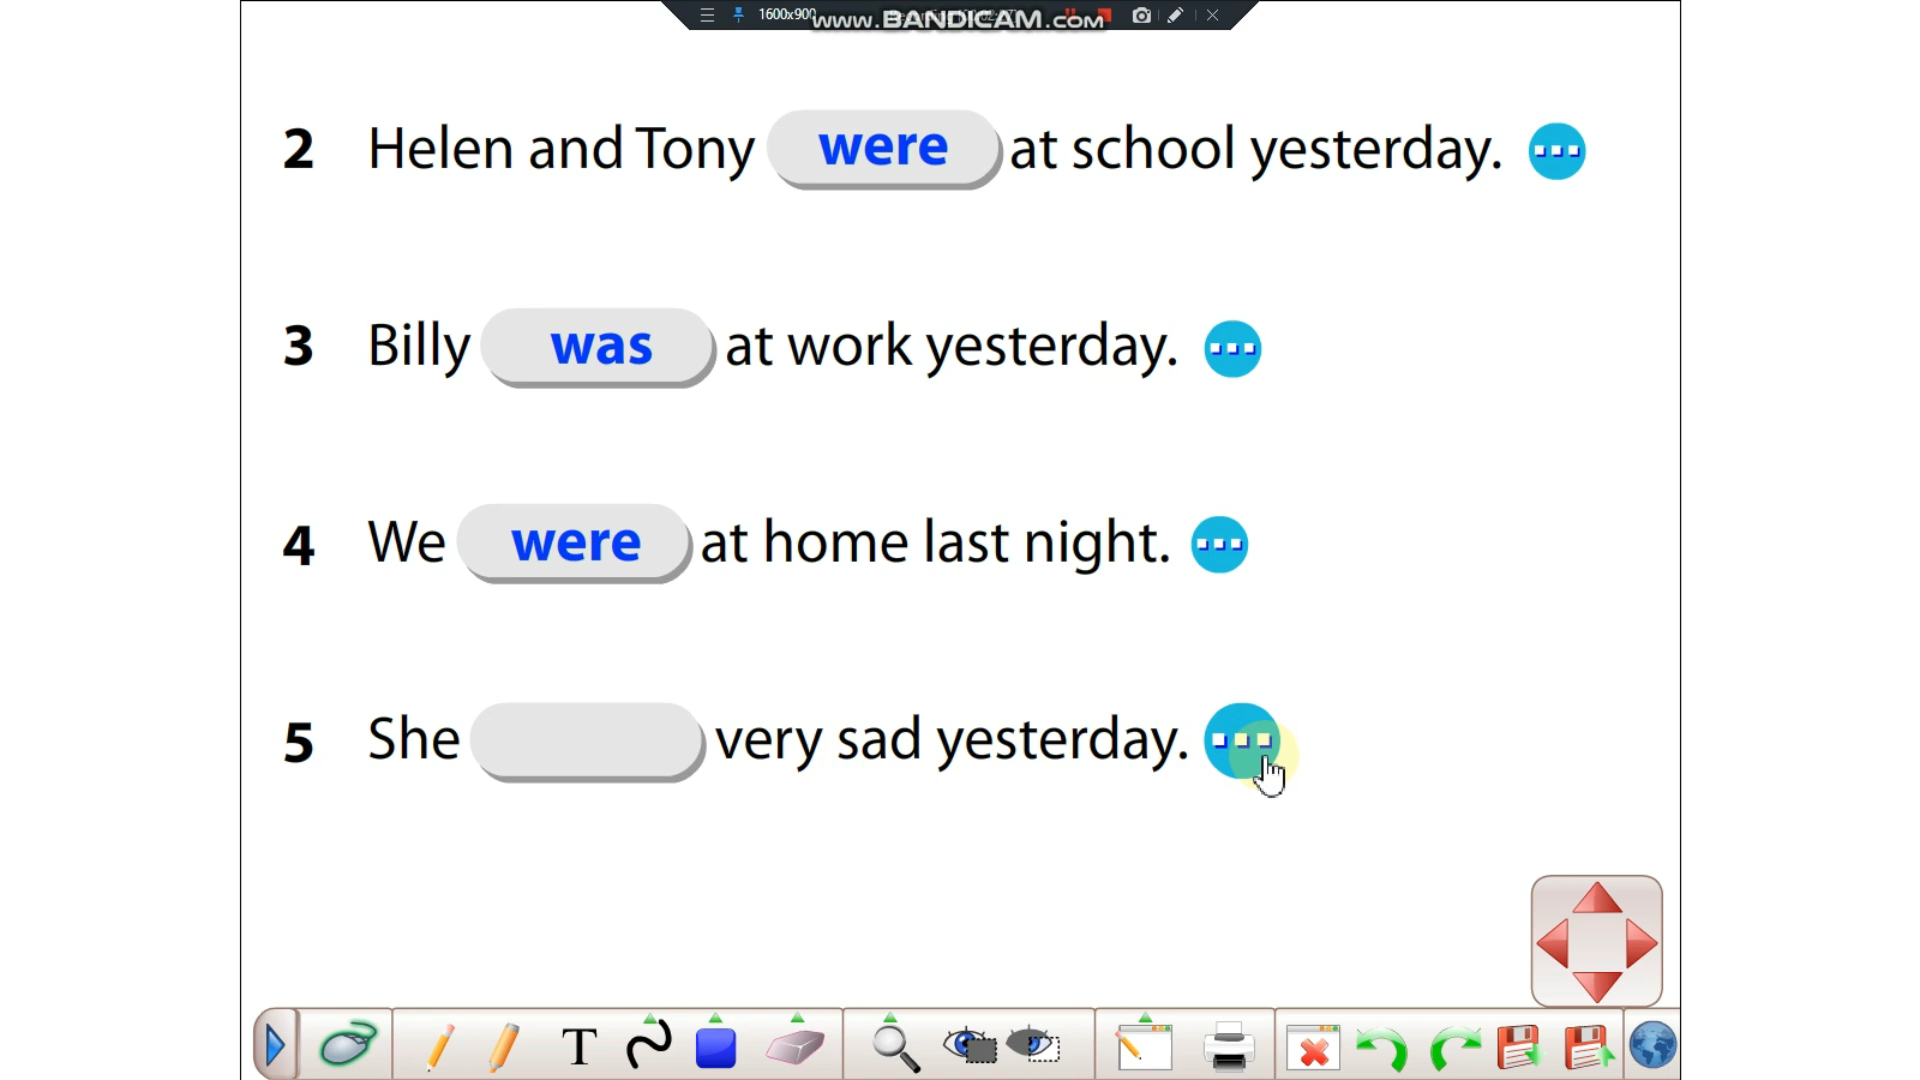 1600x900
www.BANDICAM.com
2 Helen and Tony were at school yesterday.
3 Billy was at work yesterday.
4 We were at home last night.
5 She very sad yesterday.
T